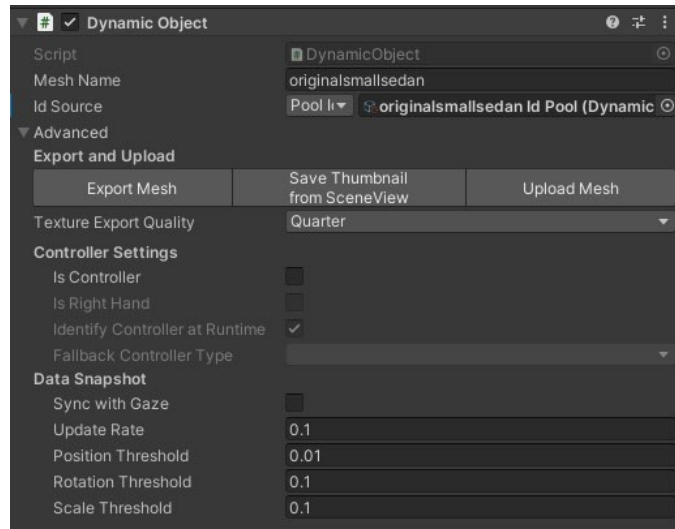 # Dynamic Object
Script DynamicObject
Mesh Name originalsmallsedan
Id Source Pool originalsmallsedan Id Pool (Dynamic
Advanced
Export and Upload
Export Mesh Save Thumbnail from SceneView Upload Mesh
Texture Export Quality Quarter
Controller Settings
Is Controller
Is Right Hand
Identify Controller at Runtime
Fallback Controller Type
Data Snapshot
Sync with Gaze
Update Rate 0.1
Position Threshold 0.01
Rotation Threshold 0.1
Scale Threshold 0.1